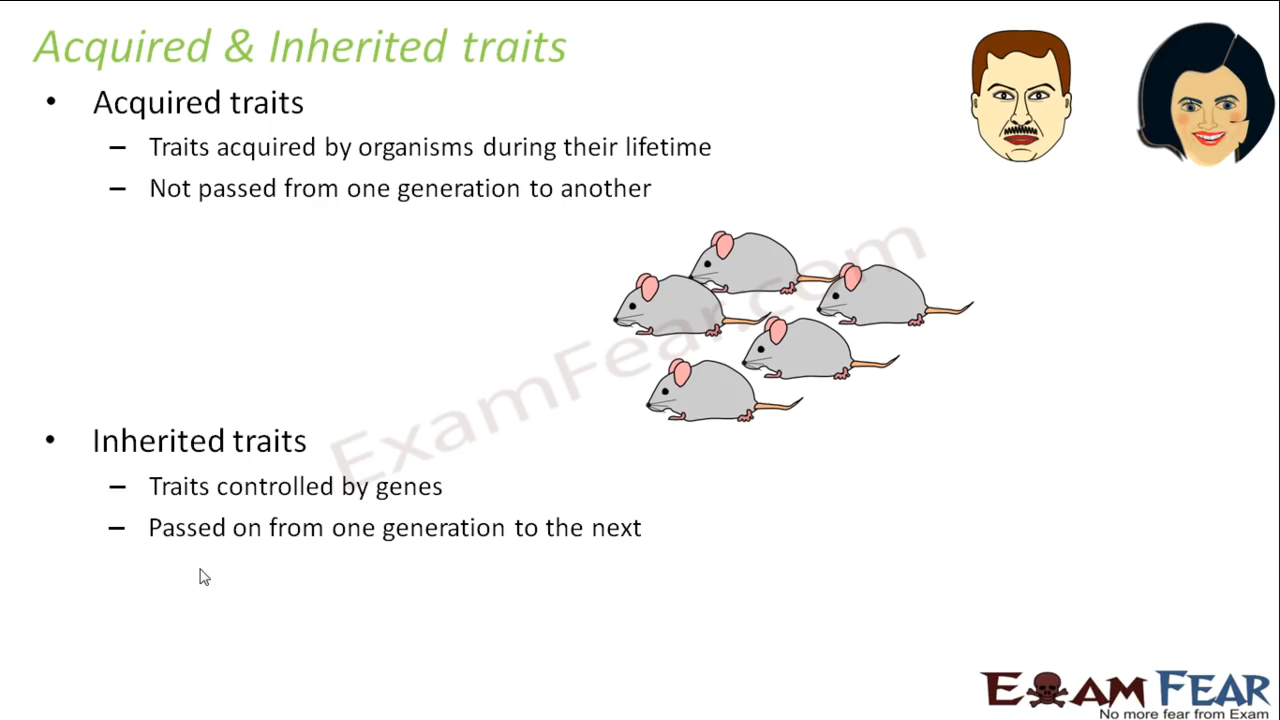 Acquired & Inherited traits
• Acquired traits
– Traits acquired by organisms during their lifetime
– Not passed from one generation to another
ExamFear.com
• Inherited traits
– Traits controlled by genes
– Passed on from one generation to the next
EXAM FEAR
No more fear from Exam